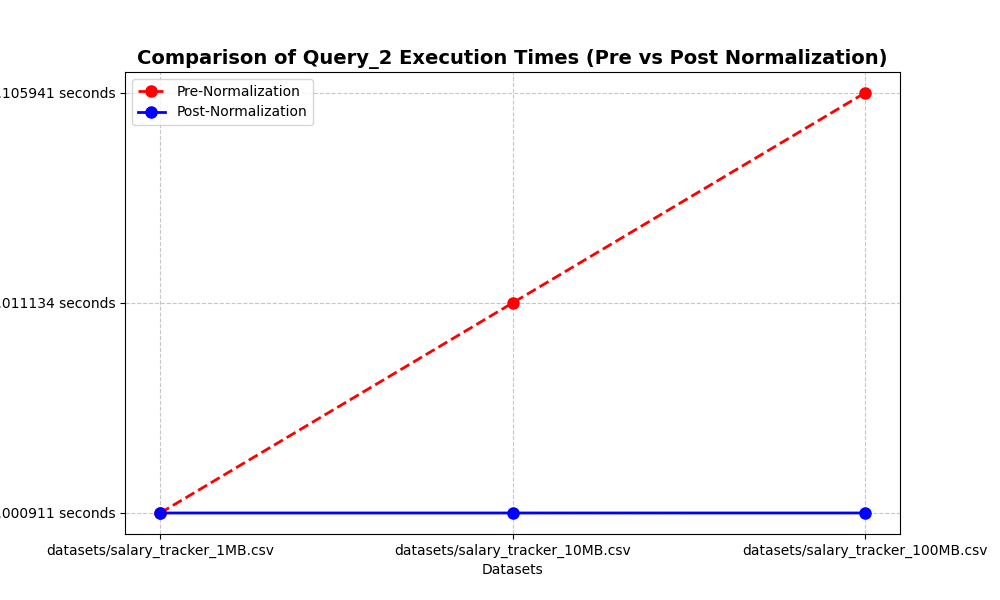 Comparison of Query_2 Execution Times (Pre vs Post Normalization)
Pre-Normalization
Post-Normalization
.105941 seconds
.011134 seconds
.000911 seconds
datasets/salary_tracker_1MB.csv
datasets/salary_tracker_10MB.csv
datasets/salary_tracker_100MB.csv
Datasets